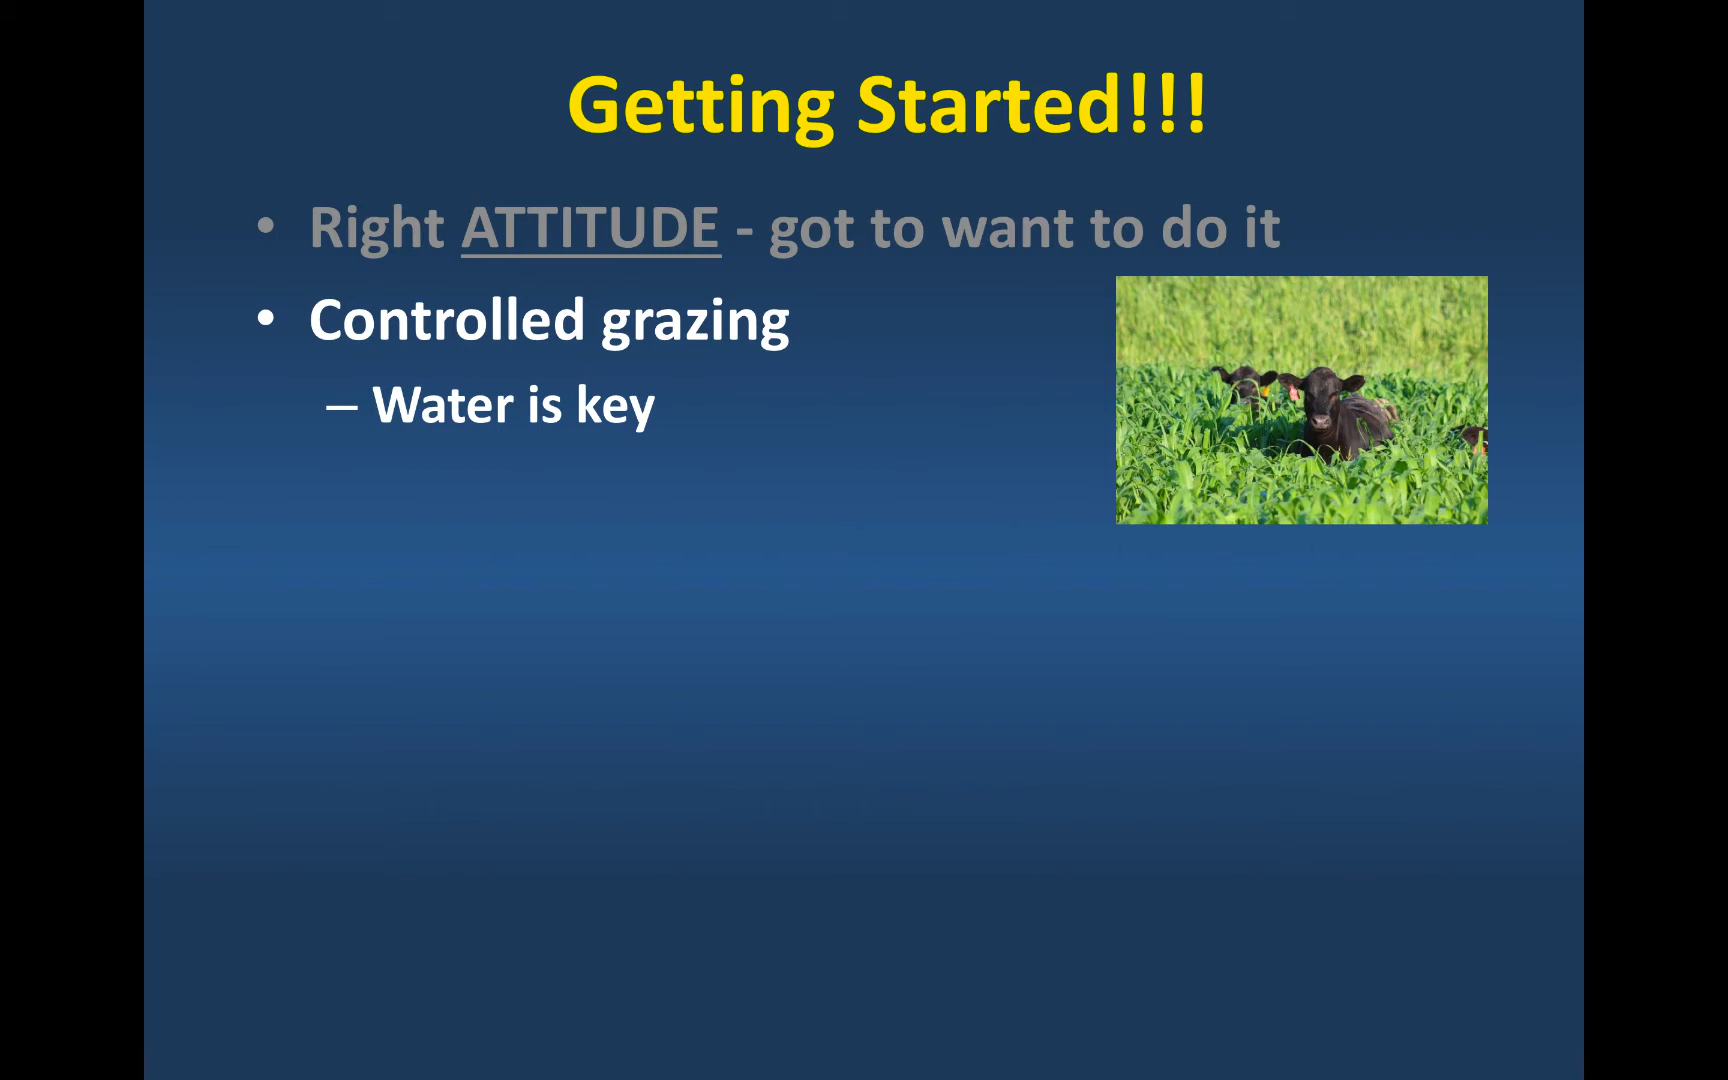 Getting Started!!!
• Right ATTITUDE - got to want to do it
• Controlled grazing
– Water is key